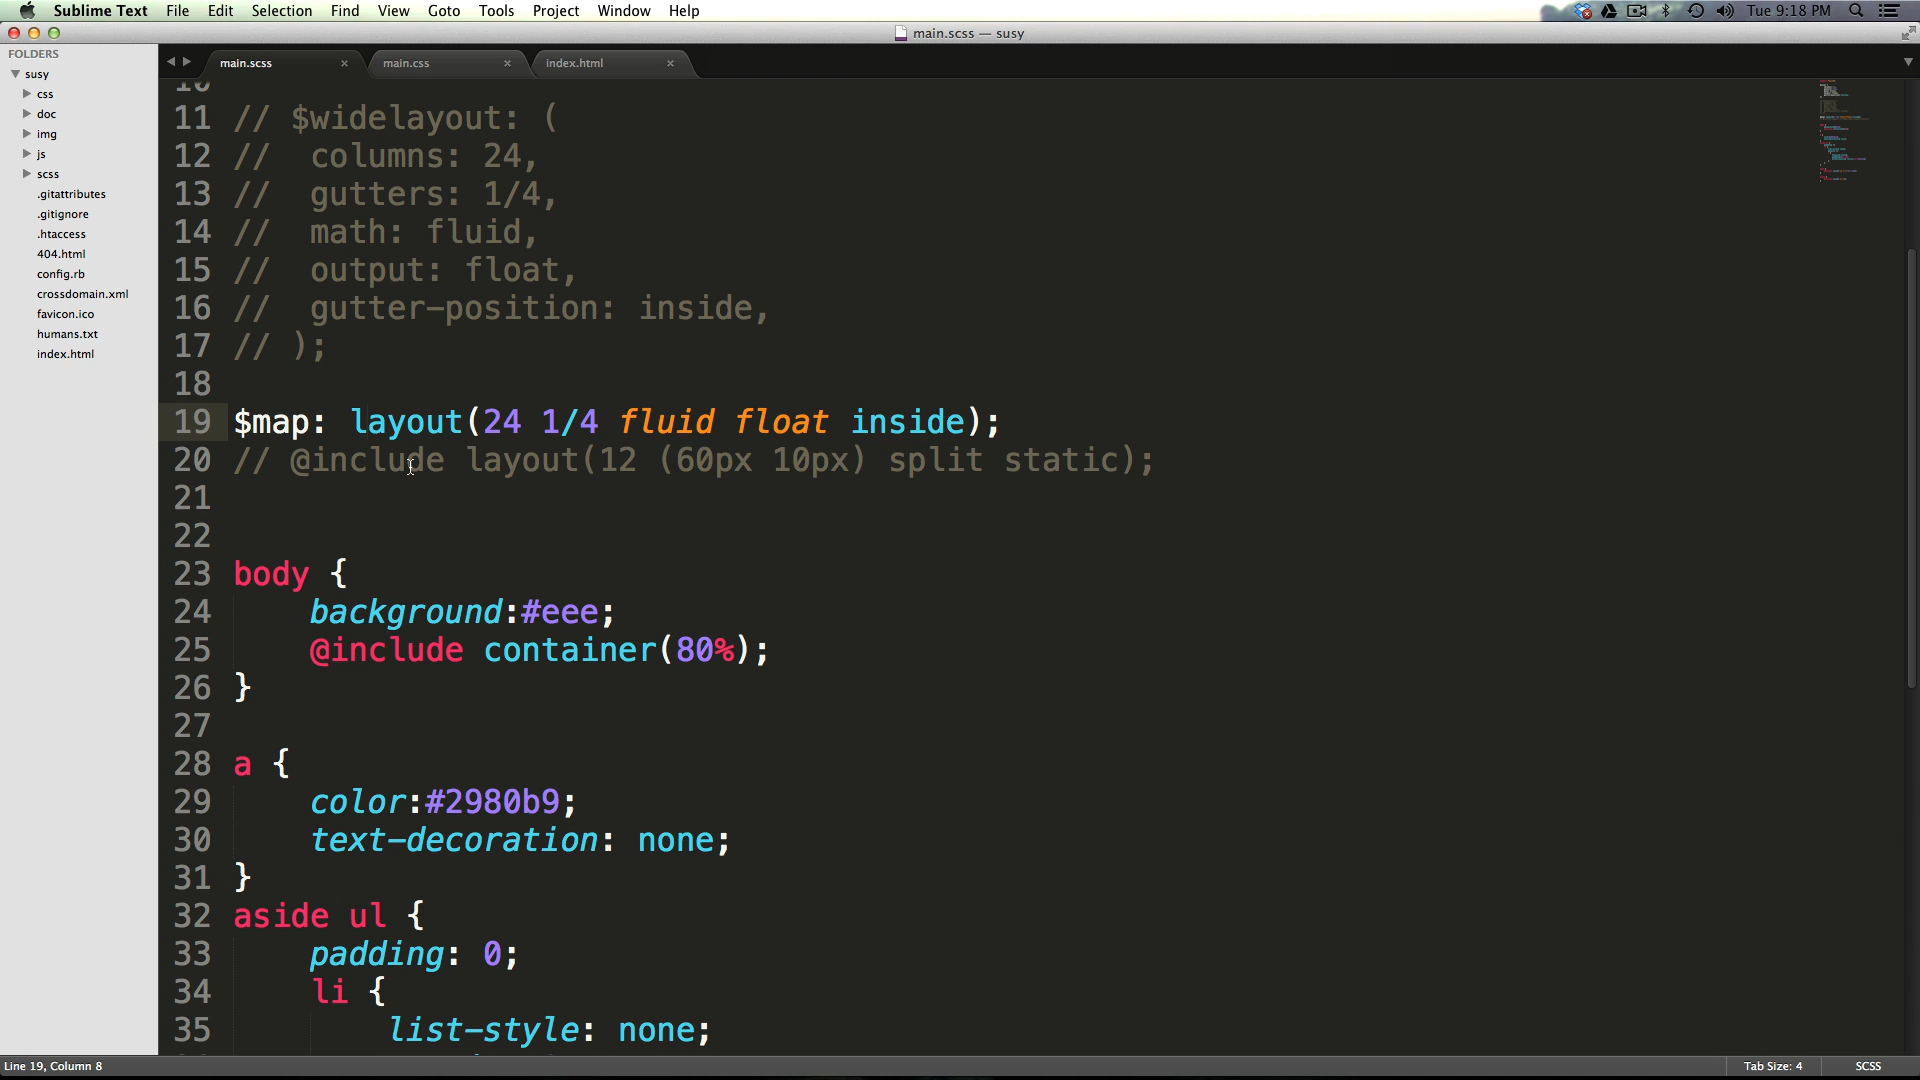 Sublime Text File Edit Selection Find View Goto Tools Project Window Help Tue 9:18 PM
main.scss — susy
FOLDERS
susy
css
doc
img
js
scss
.gitattributes
.gitignore
.htaccess
404.html
config.rb
crossdomain.xml
favicon.ico
humans.txt
index.html
main.scss × main.css × index.html ×
11 // $widelayout: (
12 // columns: 24,
13 // gutters: 1/4,
14 // math: fluid,
15 // output: float,
16 // gutter-position: inside,
17 // );
18
19 $map: layout(24 1/4 fluid float inside);
20 // @include layout(12 (60px 10px) split static);
21
22
23 body {
24 background:#eee;
25 @include container(80%);
26 }
27
28 a {
29 color:#2980b9;
30 text-decoration: none;
31 }
32 aside ul {
33 padding: 0;
34 li {
35 list-style: none;
Line 19, Column 8 Tab Size: 4 SCSS